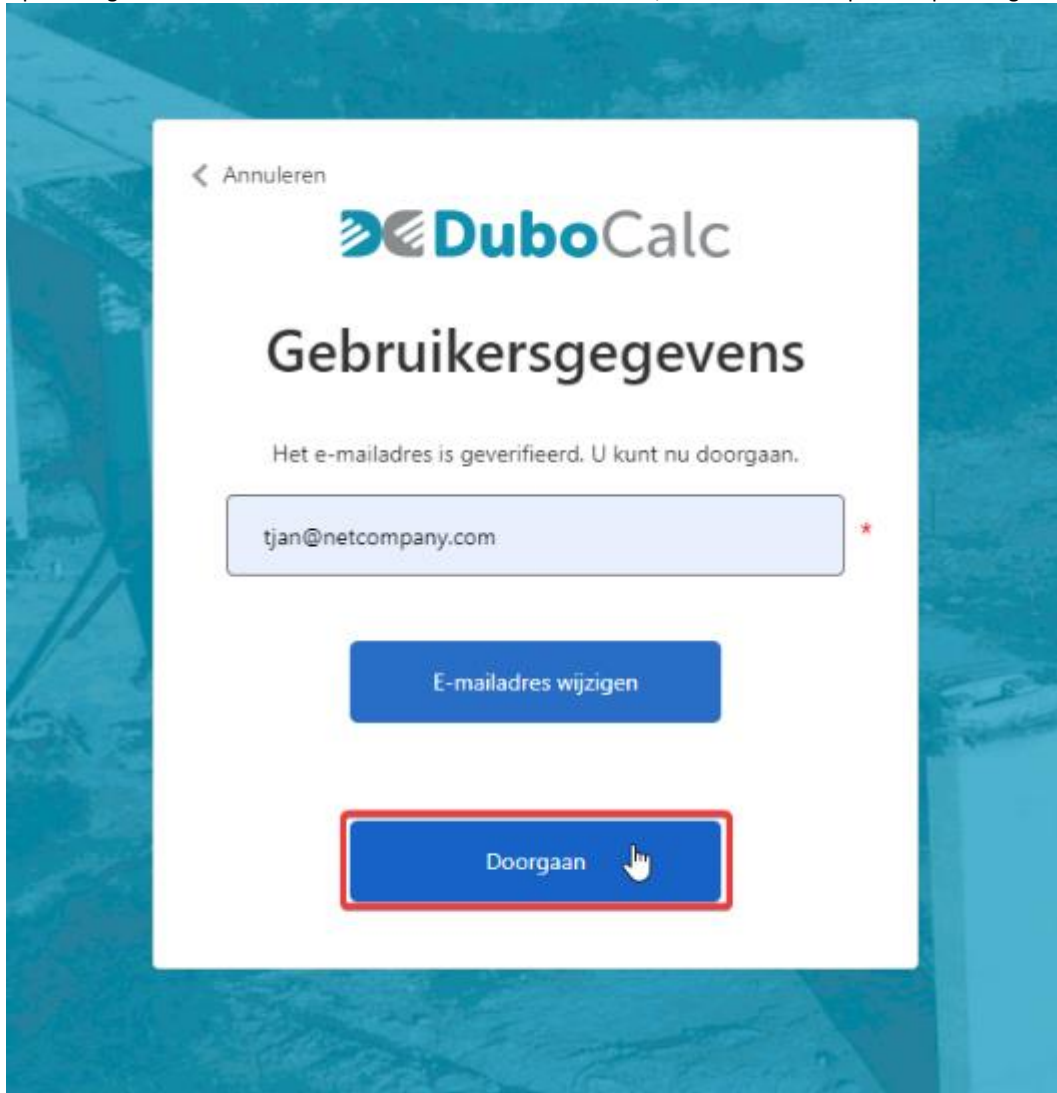 Annuleren
DuboCalc
Gebruikersgegevens
Het e-mailadres is geverifieerd. U kunt nu doorgaan.
tjan@netcompany.com
*
E-mailadres wijzigen
Doorgaan